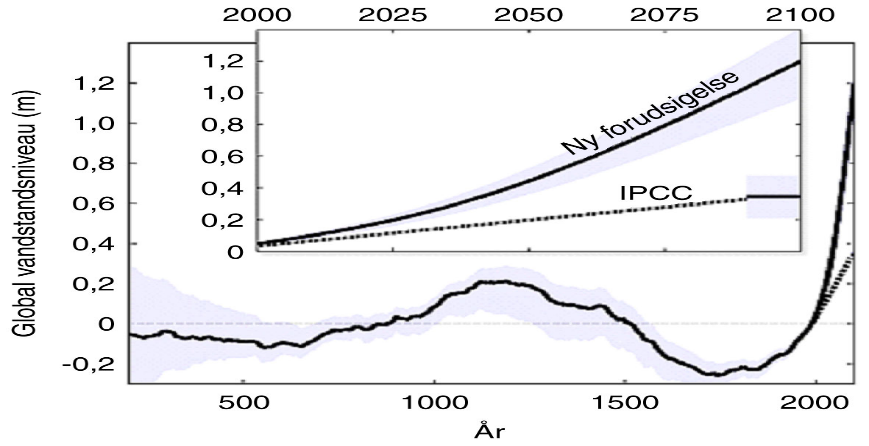 2000 2025 2050 2075 2100
1,2
1,0
0,8
0,6
0,4
0,2
0
Ny forudsigelse
IPCC
Global vandstandsniveau (m)
1,2
1,0
0,8
0,6
0,4
0,2
0
-0,2
500 1000 1500 2000
År